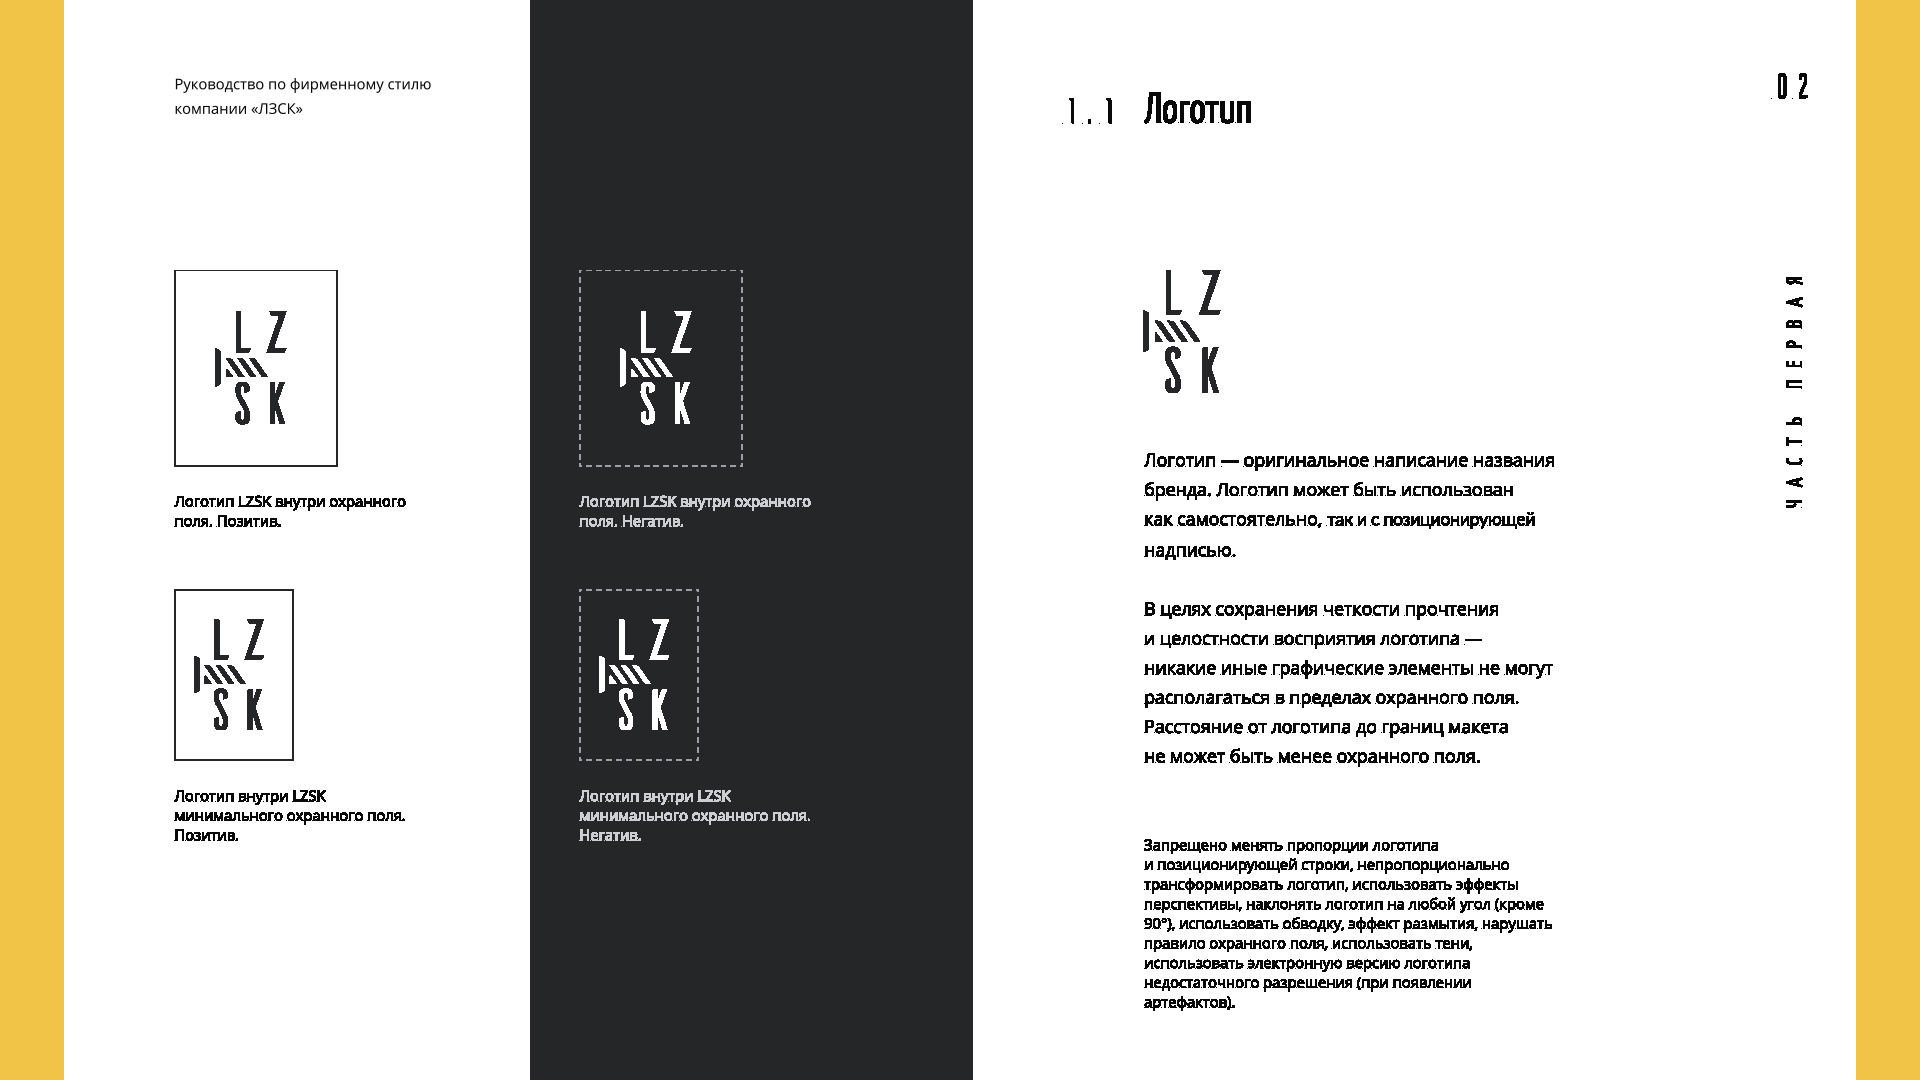 Руководство по фирменному стилю
компании «ЛЗСК»
LZ
SK
Логотип LZSK внутри охранного
поля. Позитив.
LZ
SK
Логотип внутри LZSK
минимального охранного поля.
Позитив.
LZ
SK
Логотип LZSK внутри охранного
поля. Негатив.
LZ
SK
Логотип внутри LZSK
минимального охранного поля.
Негатив.
1.1 Логотип
LZ
SK
Логотип — оригинальное написание названия
бренда. Логотип может быть использован
как самостоятельно, так и с позиционирующей
надписью.
В целях сохранения четкости прочтения
и целостности восприятия логотипа —
никакие иные графические элементы не могут
располагаться в пределах охранного поля.
Расстояние от логотипа до границ макета
не может быть менее охранного поля.
Запрещено менять пропорции логотипа
и позиционирующей строки, непропорционально
трансформировать логотип, использовать эффекты
перспективы, наклонять логотип на любой угол (кроме
90°), использовать обводку, эффект размытия, нарушать
правило охранного поля, использовать тени,
использовать электронную версию логотипа
недостаточного разрешения (при появлении
артефактов).
02
ЧАСТЬ ПЕРВАЯ